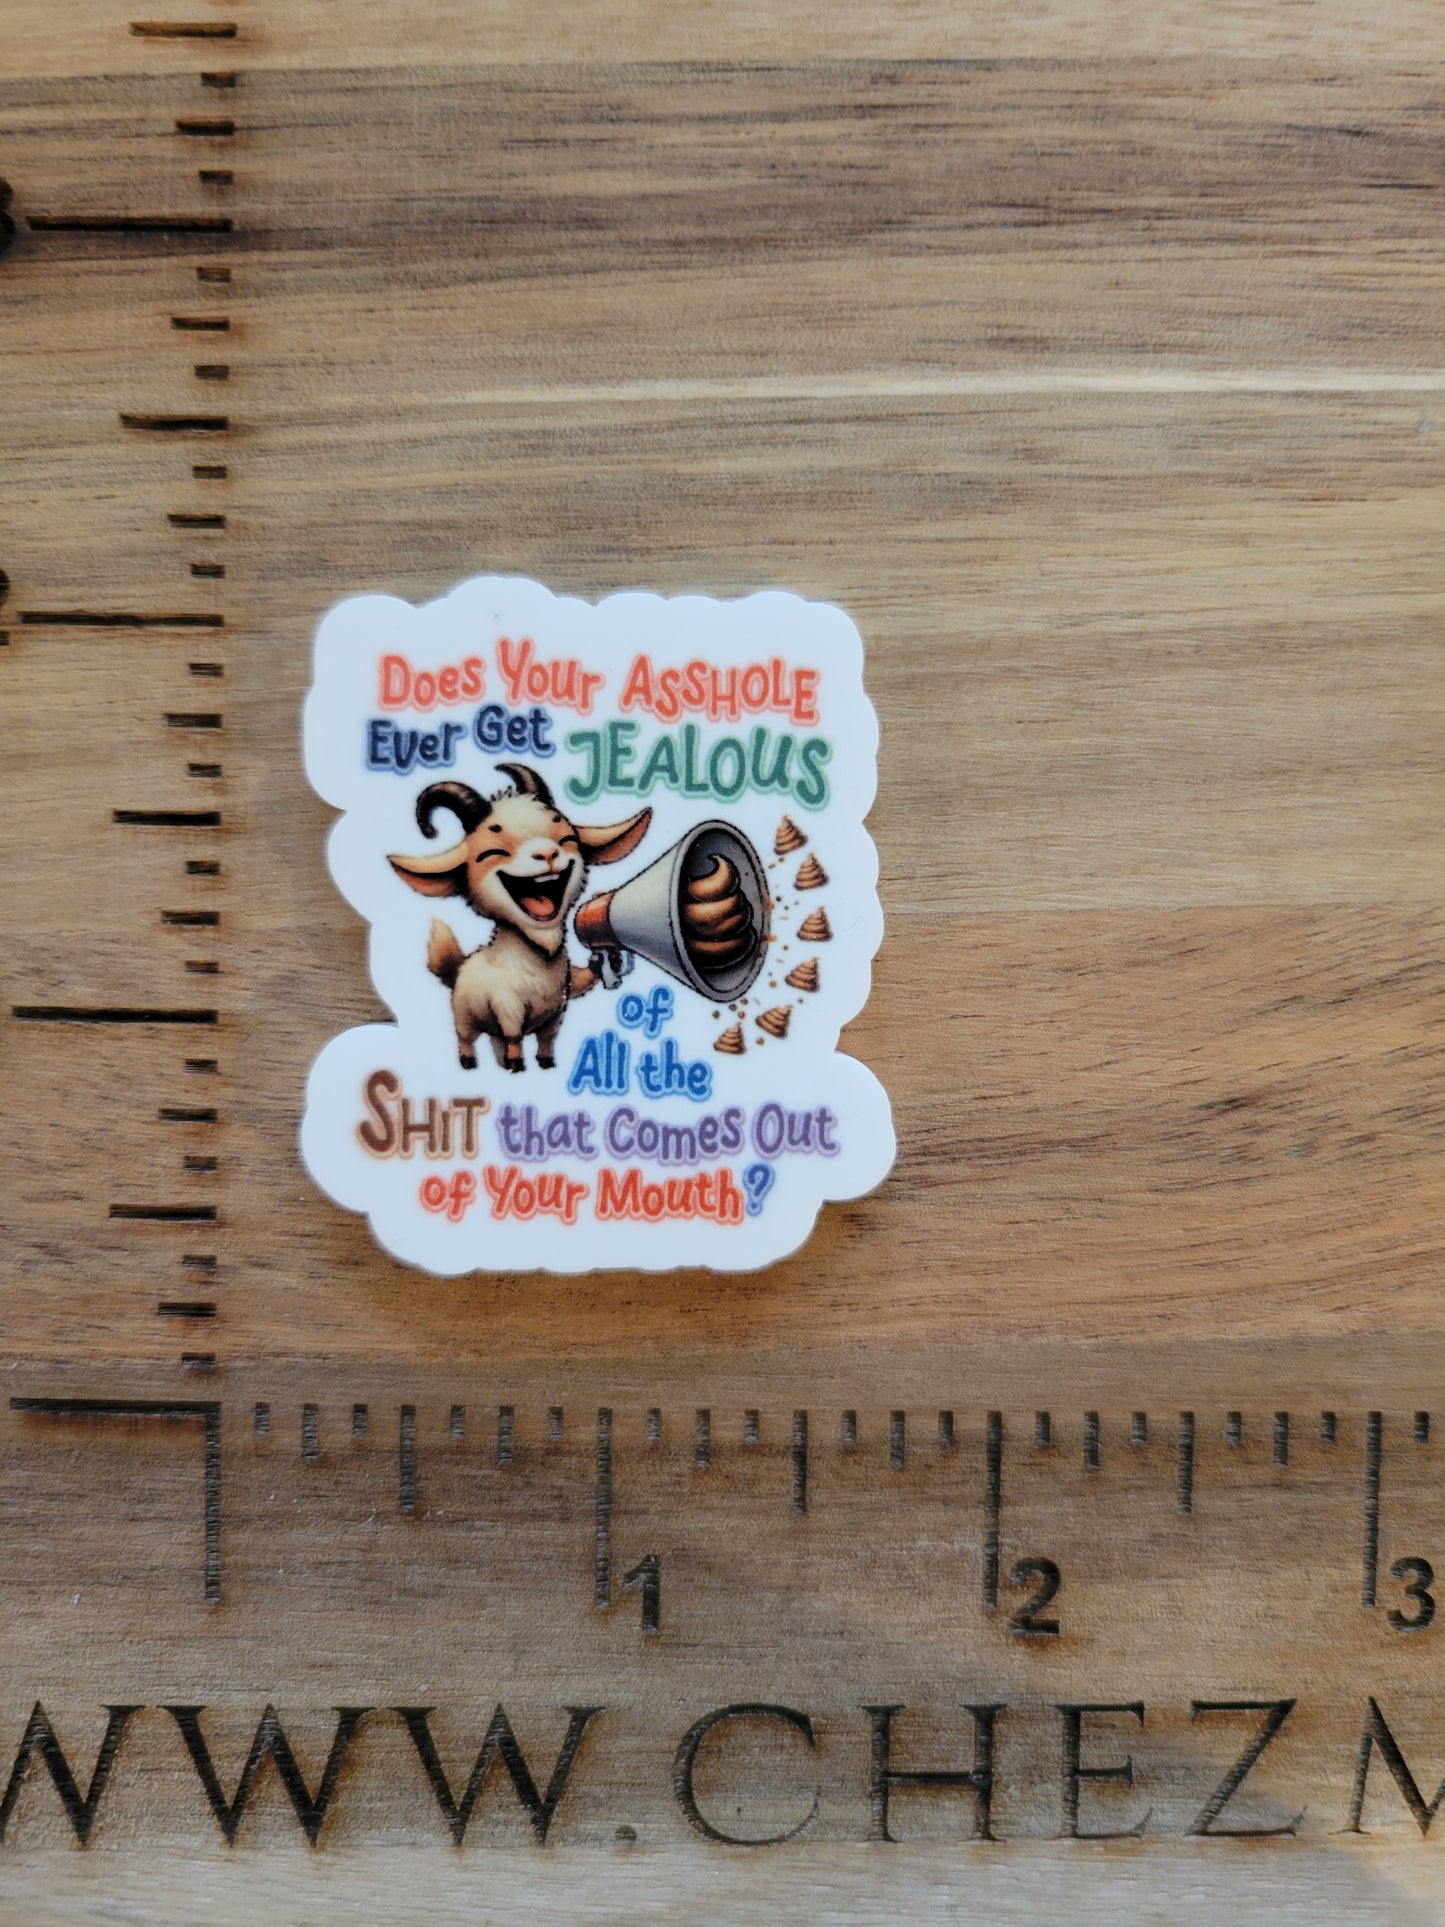 Does Your ASSHOLE
Ever Get JEALOUS
of
All the
SHIT that Comes Out
of Your Mouth?
1
2
3
WWW.CHEZM